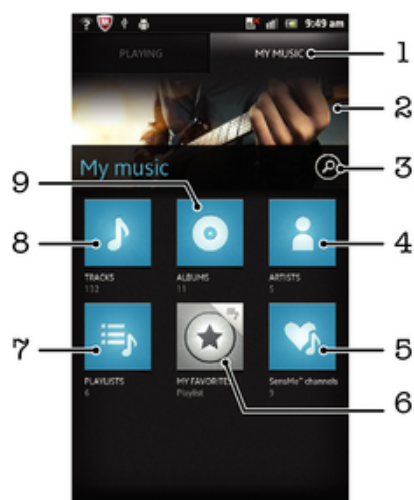 9:49 am
PLAYING
MY MUSIC
1
2
My music
3
9
8
4
TRACKS
132
ALBUMS
11
ARTISTS
5
7
5
PLAYLISTS
6
MY FAVORITES
Playlist
SensMe™ channels
9
6